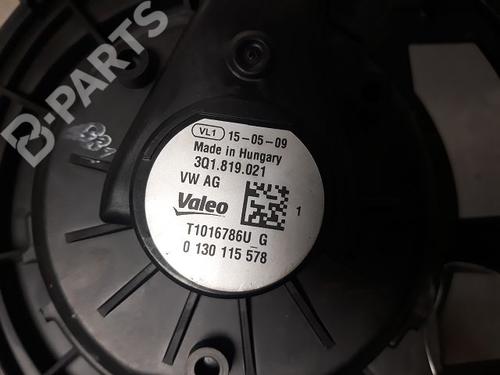 B-PARTS
VL1 15-05-09
Made in Hungary
3Q1.819.021
VW AG
Valeo 1
T1016786U_G
0 130 115 578